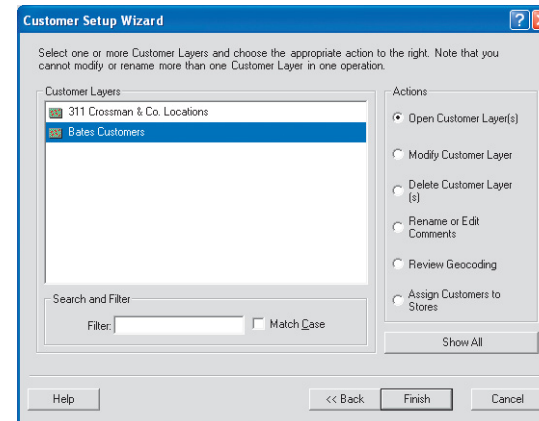 Customer Setup Wizard
?
Select one or more Customer Layers and choose the appropriate action to the right. Note that you
cannot modify or rename more than one Customer Layer in one operation.
Customer Layers
311 Crossman & Co. Locations
Bates Customers
Search and Filter
Filter:
Match Case
Actions
Open Customer Layer(s)
Modify Customer Layer
Delete Customer Layer
(s)
Rename or Edit
Comments
Review Geocoding
Assign Customers to
Stores
Show All
Help
<< Back
Finish
Cancel